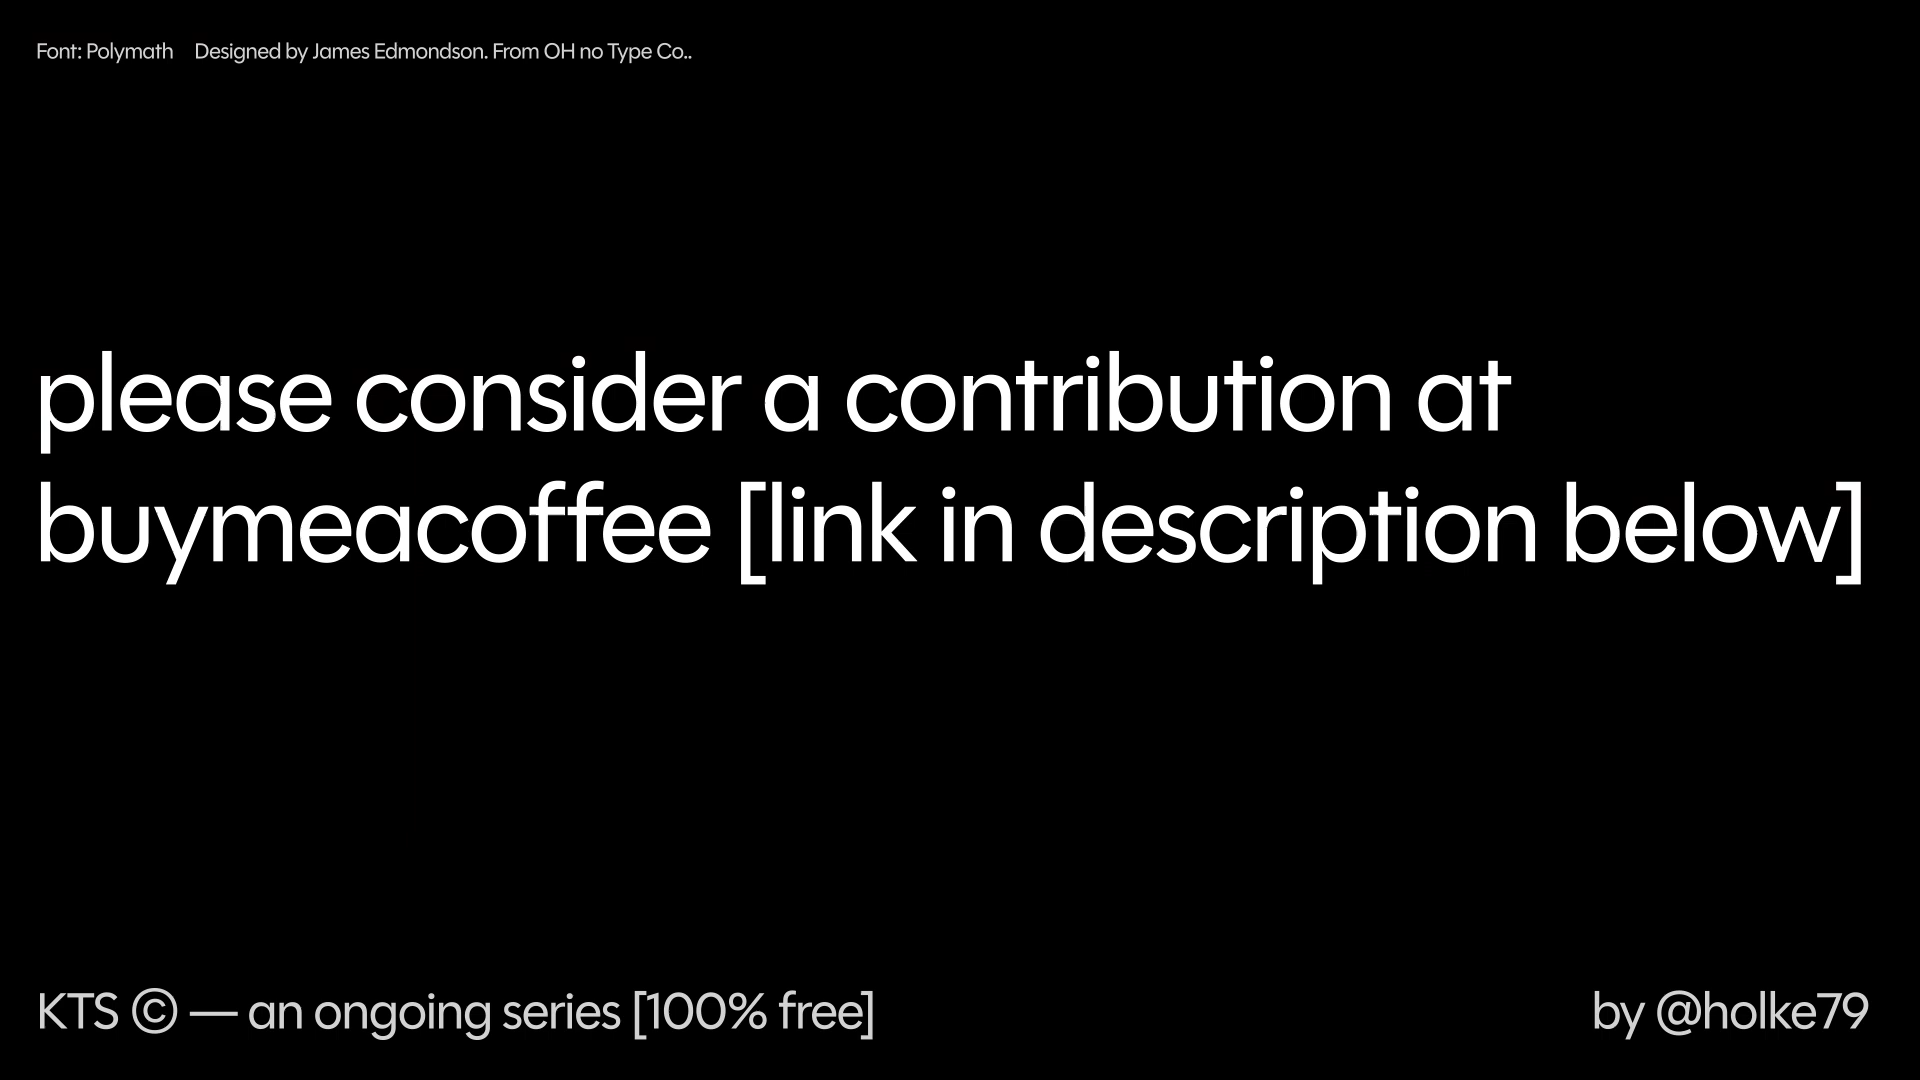 Font: Polymath Designed by James Edmondson. From OH no Type Co..
please consider a contribution at
buymeacoffee [link in description below]
KTS © — an ongoing series [100% free]
by @holke79